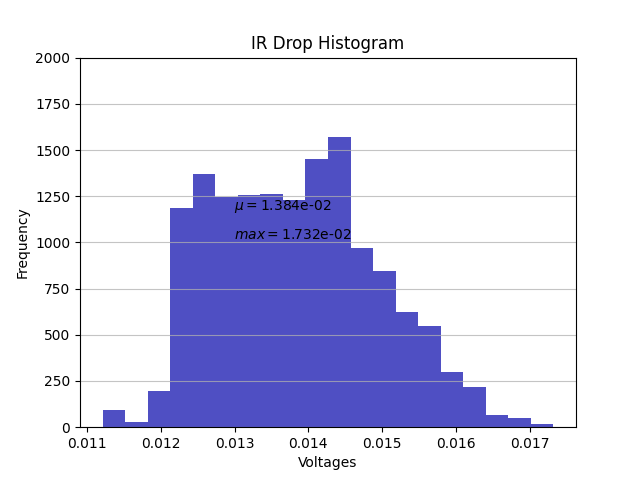 IR Drop Histogram
2000
1750
1500
1250
1000
750
500
250
0
Frequency
μ = 1.384e-02
max = 1.732e-02
0.011 0.012 0.013 0.014 0.015 0.016 0.017
Voltages